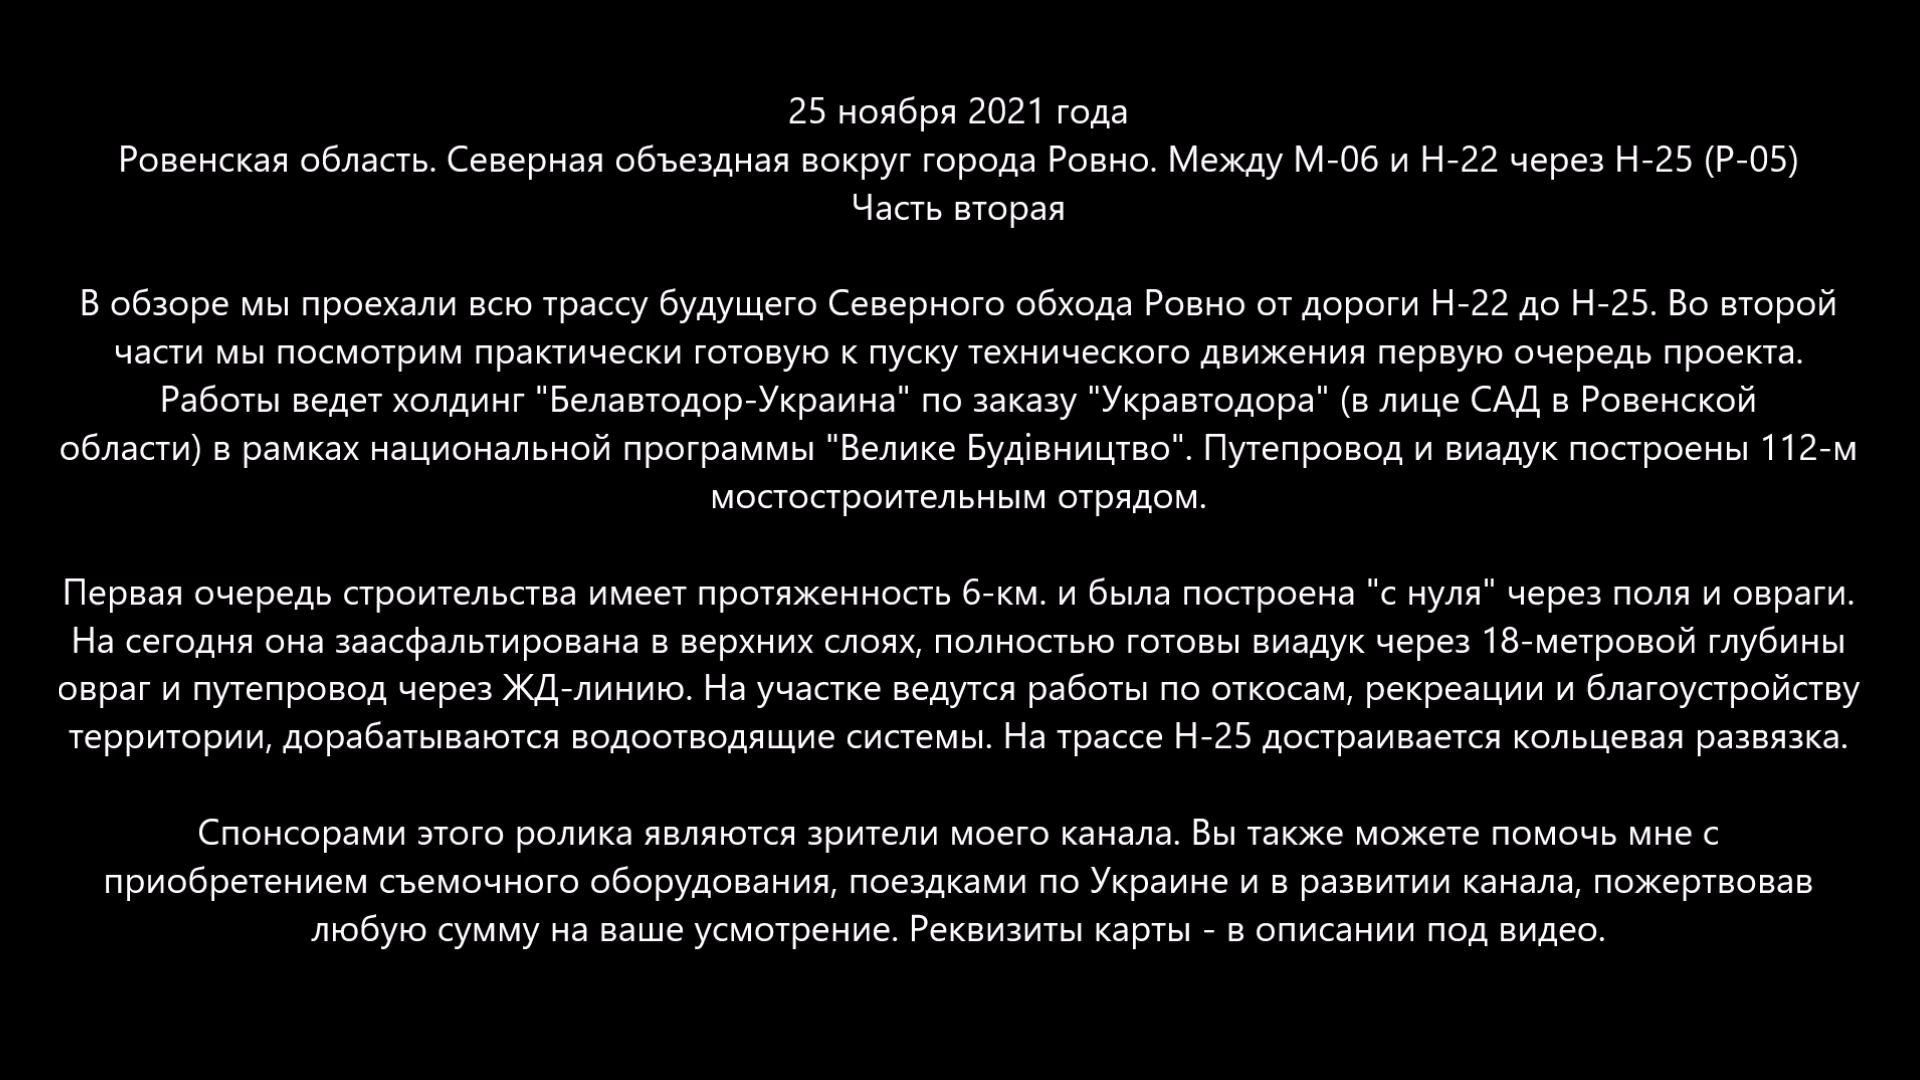 25 ноября 2021 года
Ровенская область. Северная объездная вокруг города Ровно. Между М-06 и Н-22 через Н-25 (Р-05)
Часть вторая
В обзоре мы проехали всю трассу будущего Северного обхода Ровно от дороги Н-22 до Н-25. Во второй
части мы посмотрим практически готовую к пуску технического движения первую очередь проекта.
Работы ведет холдинг "Белавтодор-Украина" по заказу "Укравтодора" (в лице САД в Ровенской
области) в рамках национальной программы "Велике Будівництво". Путепровод и виадук построены 112-м
мостостроительным отрядом.
Первая очередь строительства имеет протяженность 6-км. и была построена "с нуля" через поля и овраги.
На сегодня она заасфальтирована в верхних слоях, полностью готовы виадук через 18-метровой глубины
овраг и путепровод через ЖД-линию. На участке ведутся работы по откосам, рекреации и благоустройству
территории, дорабатываются водоотводящие системы. На трассе Н-25 достраивается кольцевая развязка.
Спонсорами этого ролика являются зрители моего канала. Вы также можете помочь мне с
приобретением съемочного оборудования, поездками по Украине и в развитии канала, пожертвовав
любую сумму на ваше усмотрение. Реквизиты карты - в описании под видео.